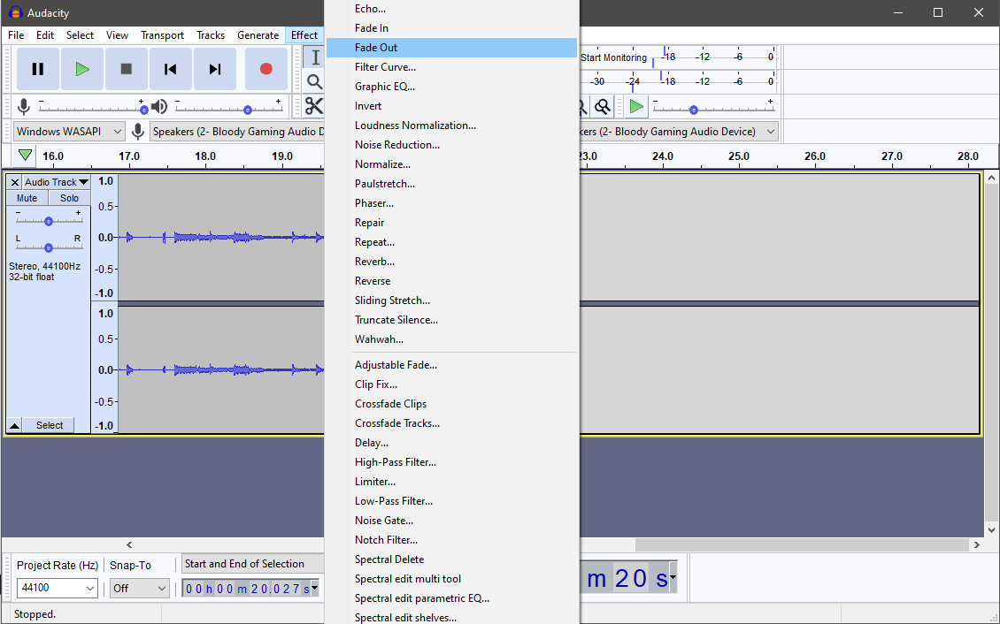 Audacity
File Edit Select View Transport Tracks Generate Effect
Start Monitoring -18 -12 -6 0
-30 -24 -18 -12 -6 0
Windows WASAPI
Speakers (2- Bloody Gaming Audio D
kers (2- Bloody Gaming Audio Device)
16.0 17.0 18.0 19.0 23.0 24.0 25.0 26.0 27.0 28.0
Audio Track
Mute Solo
- +
L R
Stereo, 44100Hz
32-bit float
Select
1.0
0.5
0.0
-0.5
-1.0
1.0
0.5
0.0
-0.5
-1.0
Echo...
Fade In
Fade Out
Filter Curve...
Graphic EQ...
Invert
Loudness Normalization...
Noise Reduction...
Normalize...
Paulstretch...
Phaser...
Repair
Repeat...
Reverb...
Reverse
Sliding Stretch...
Truncate Silence...
Wahwah...
Adjustable Fade...
Clip Fix...
Crossfade Clips
Crossfade Tracks...
Delay...
High-Pass Filter...
Limiter...
Low-Pass Filter...
Noise Gate...
Notch Filter...
Spectral Delete
Spectral edit multi tool
Spectral edit parametric EQ...
Spectral edit shelves...
Project Rate (Hz) Snap-To Start and End of Selection
44100 Off 00h00m20.027s
m 20 s
Stopped.